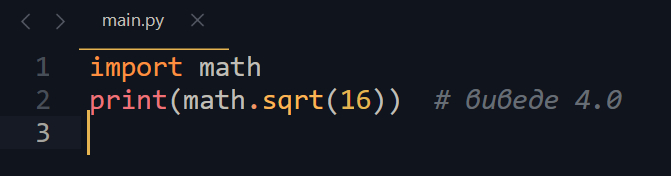 main.py
1 import math
2 print(math.sqrt(16))  # виведе 4.0
3